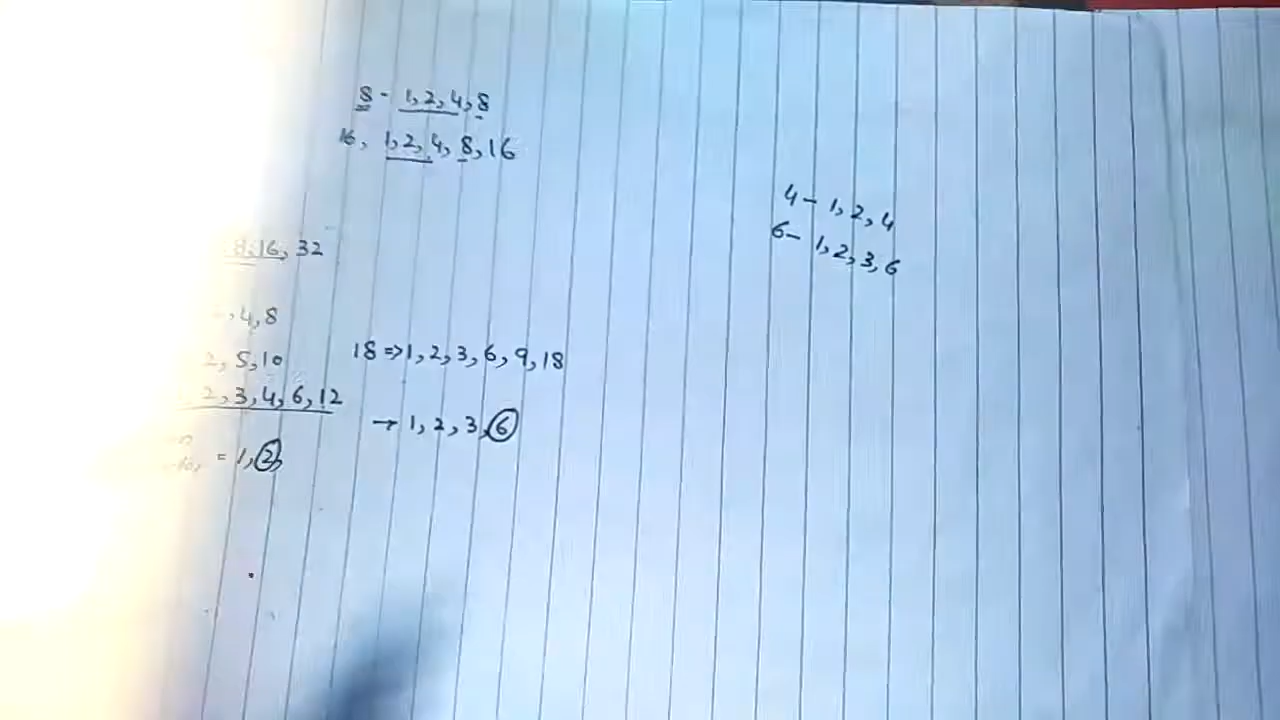 8 - 1, 2, 4, 8
16, 1, 2, 4, 8, 16
4 - 1, 2, 4
6 - 1, 2, 3, 6
8, 16, 32
, 4, 8
2, 5, 10
18 => 1, 2, 3, 6, 9, 18
2, 3, 4, 6, 12
→ 1, 2, 3, 6
= 1, 2,